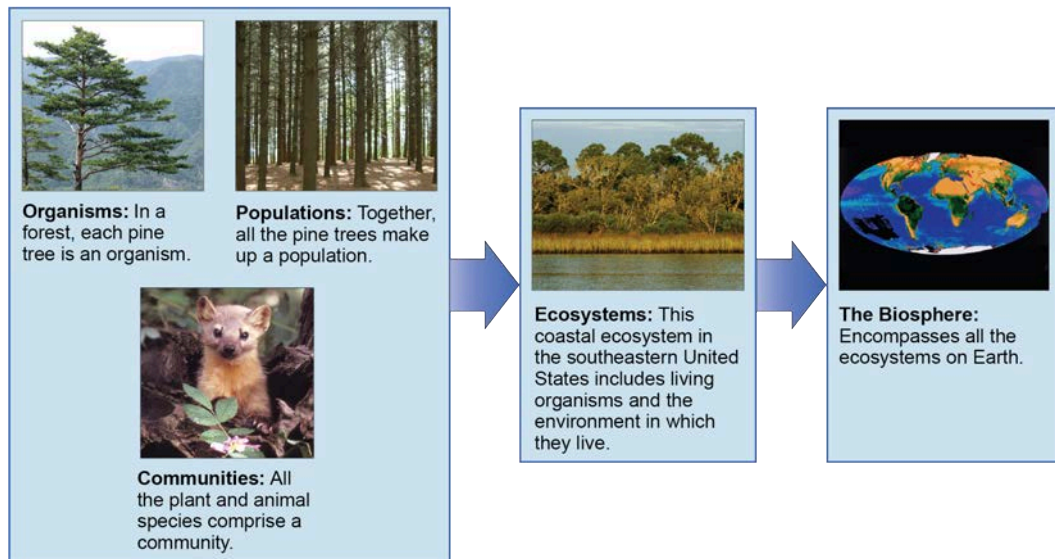 Organisms: In a
forest, each pine
tree is an organism.
Populations: Together,
all the pine trees make
up a population.
Communities: All
the plant and animal
species comprise a
community.
Ecosystems: This
coastal ecosystem in
the southeastern United
States includes living
organisms and the
environment in which
they live.
The Biosphere:
Encompasses all the
ecosystems on Earth.